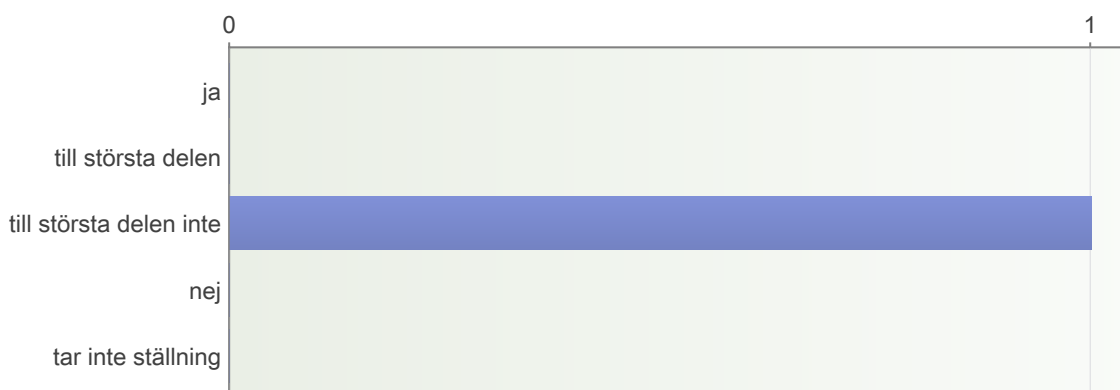 0 1
ja
till största delen
till största delen inte
nej
tar inte ställning